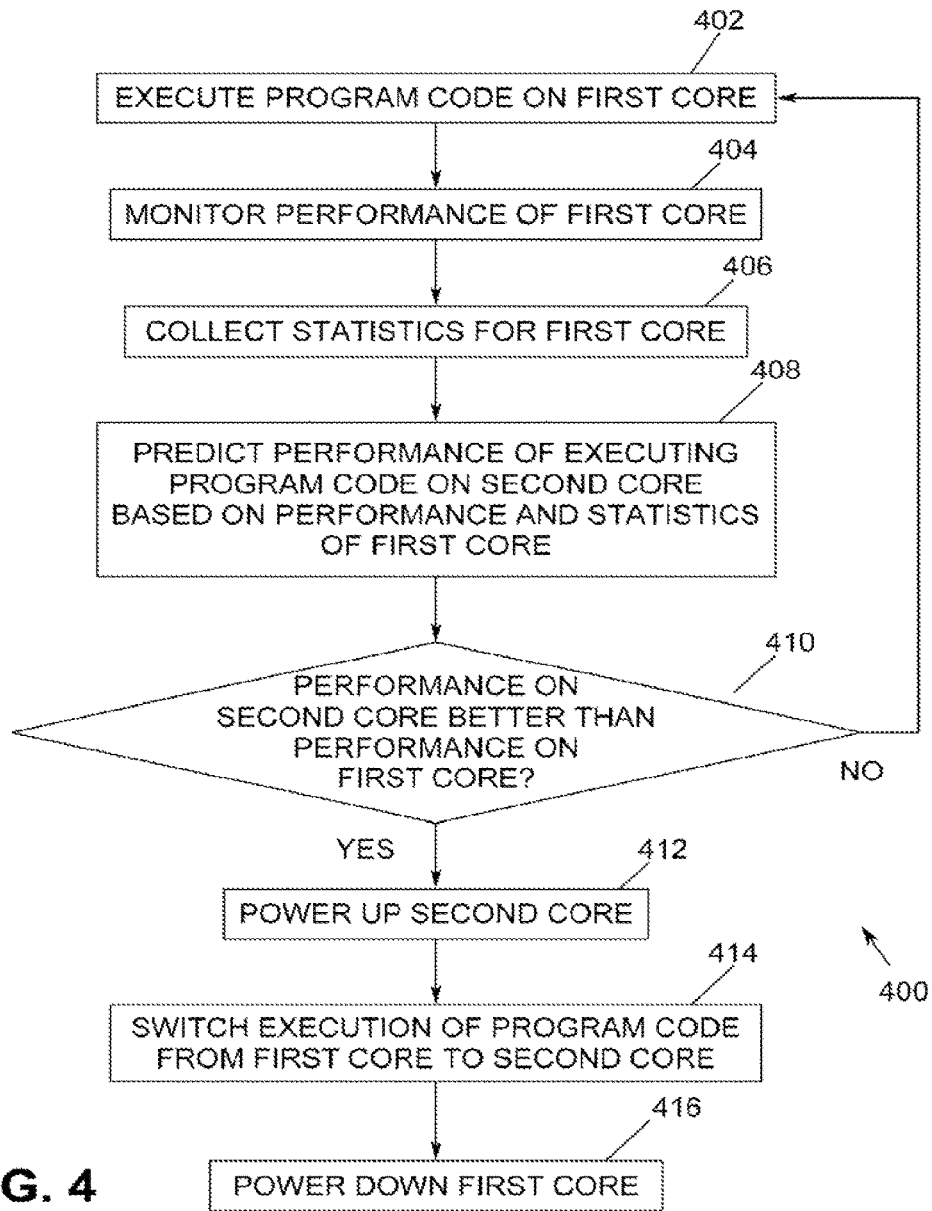 402
EXECUTE PROGRAM CODE ON FIRST CORE
404
MONITOR PERFORMANCE OF FIRST CORE
406
COLLECT STATISTICS FOR FIRST CORE
408
PREDICT PERFORMANCE OF EXECUTING
PROGRAM CODE ON SECOND CORE
BASED ON PERFORMANCE AND STATISTICS
OF FIRST CORE
410
PERFORMANCE ON
SECOND CORE BETTER THAN
PERFORMANCE ON
FIRST CORE?
NO
YES
412
POWER UP SECOND CORE
414
400
SWITCH EXECUTION OF PROGRAM CODE
FROM FIRST CORE TO SECOND CORE
416
POWER DOWN FIRST CORE
G. 4